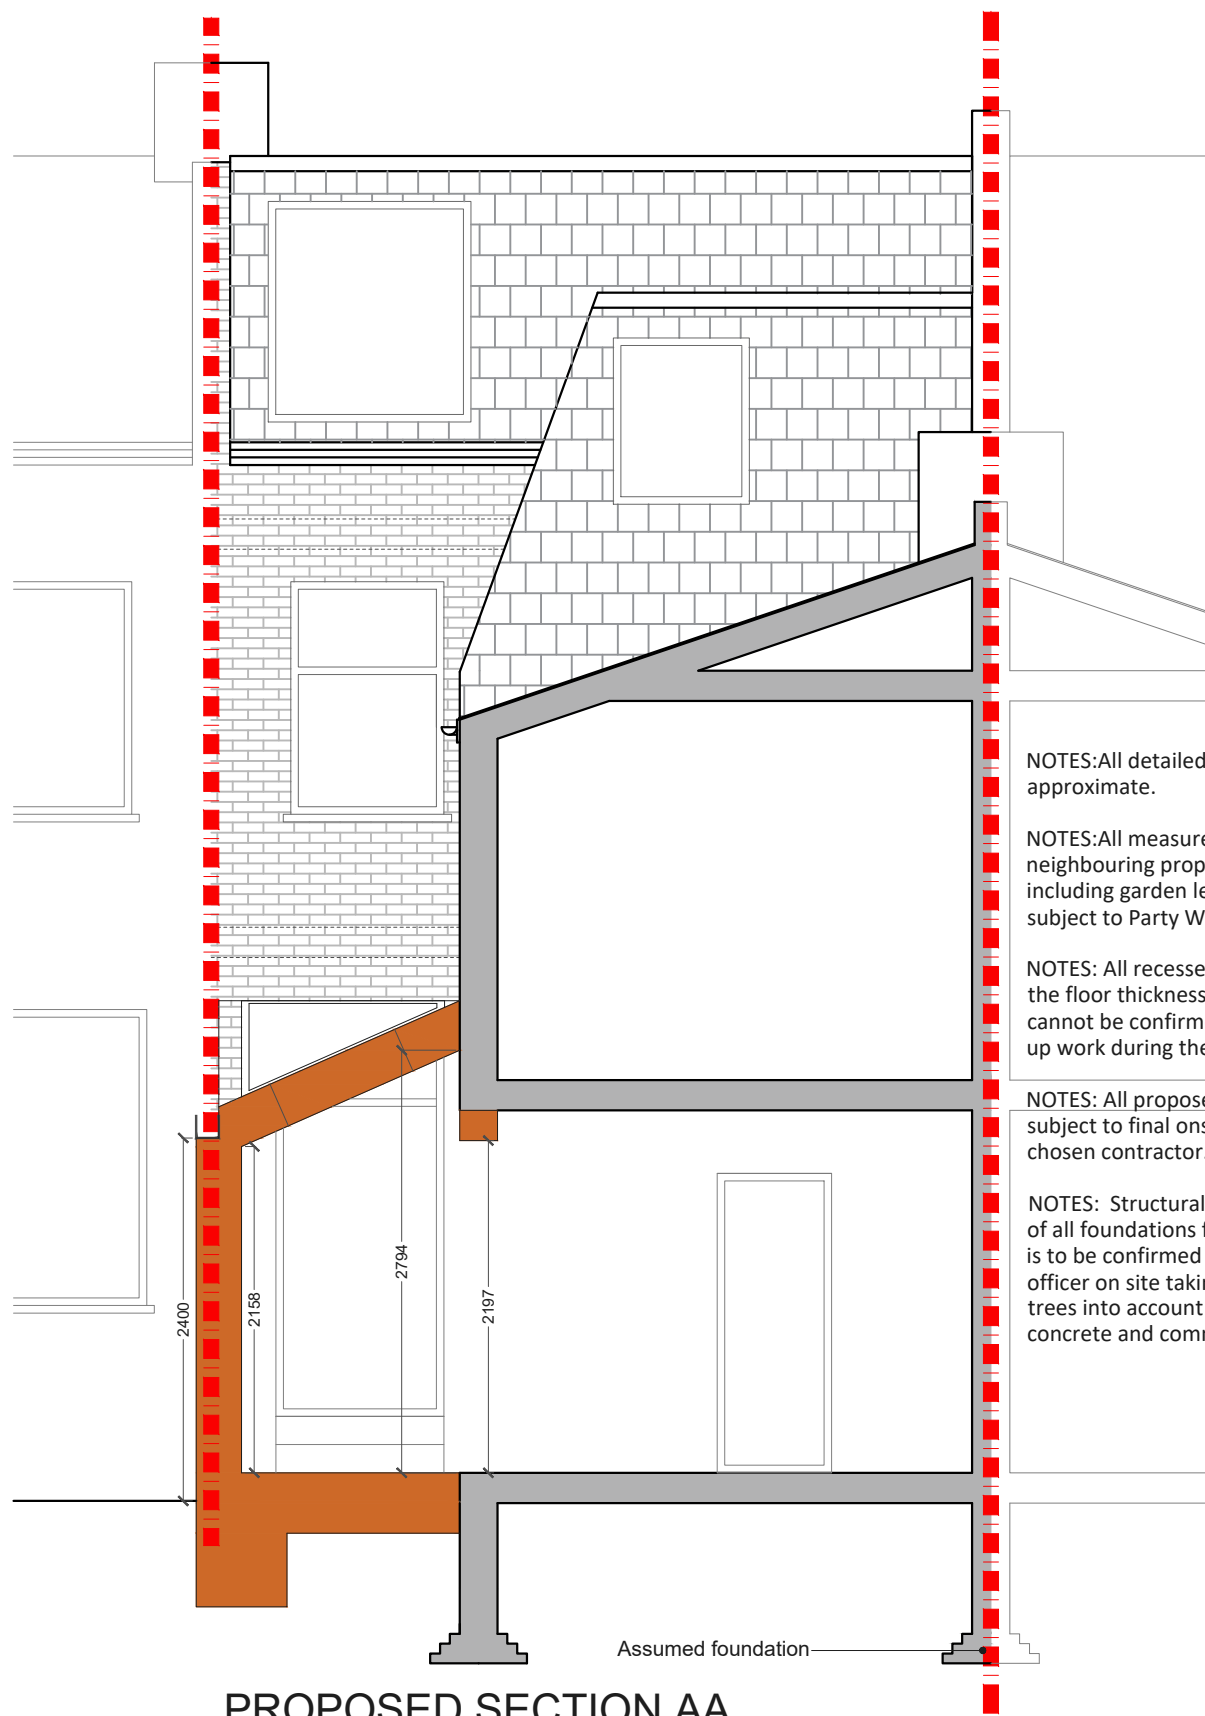 NOTES:All detailed
approximate.
NOTES:All measure
neighbouring prop
including garden le
subject to Party W
NOTES: All recesse
the floor thickness
cannot be confirm
up work during the
NOTES: All propose
subject to final ons
chosen contractor
NOTES: Structural
of all foundations f
is to be confirmed
officer on site takin
trees into account
concrete and comm
2400
2158
2794
2197
Assumed foundation
PROPOSED SECTION AA